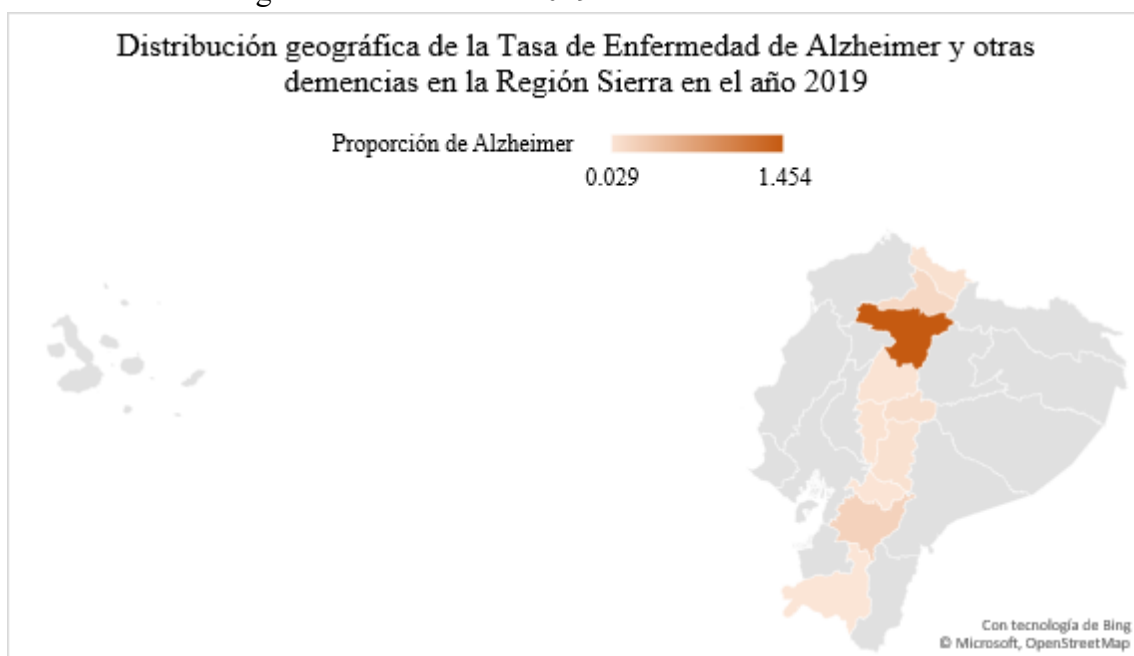 Distribución geográfica de la Tasa de Enfermedad de Alzheimer y otras
demencias en la Región Sierra en el año 2019
Proporción de Alzheimer
0.029 1.454
Con tecnología de Bing
© Microsoft, OpenStreetMap